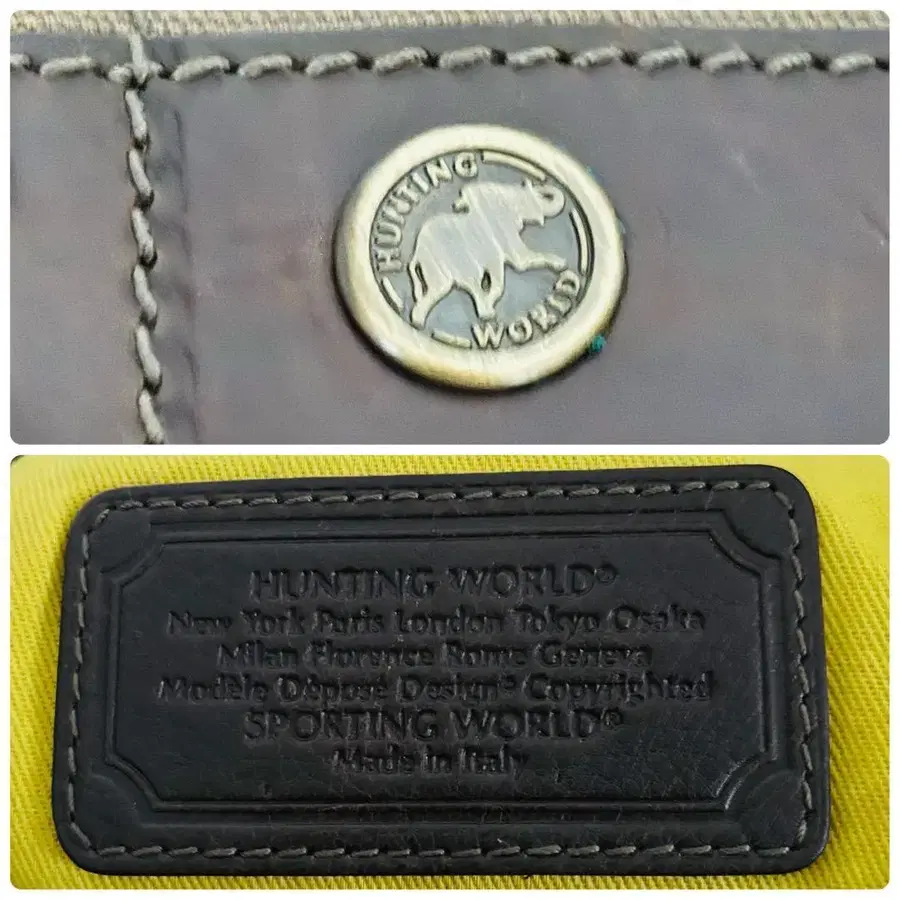 HUNTING
WORLD
HUNTING WORLD®
New York Paris London Tokyo Osaka
Milan Florence Rome Geneva
Modèle Déposé Design® Copyrighted
SPORTING WORLD®
Made in Italy